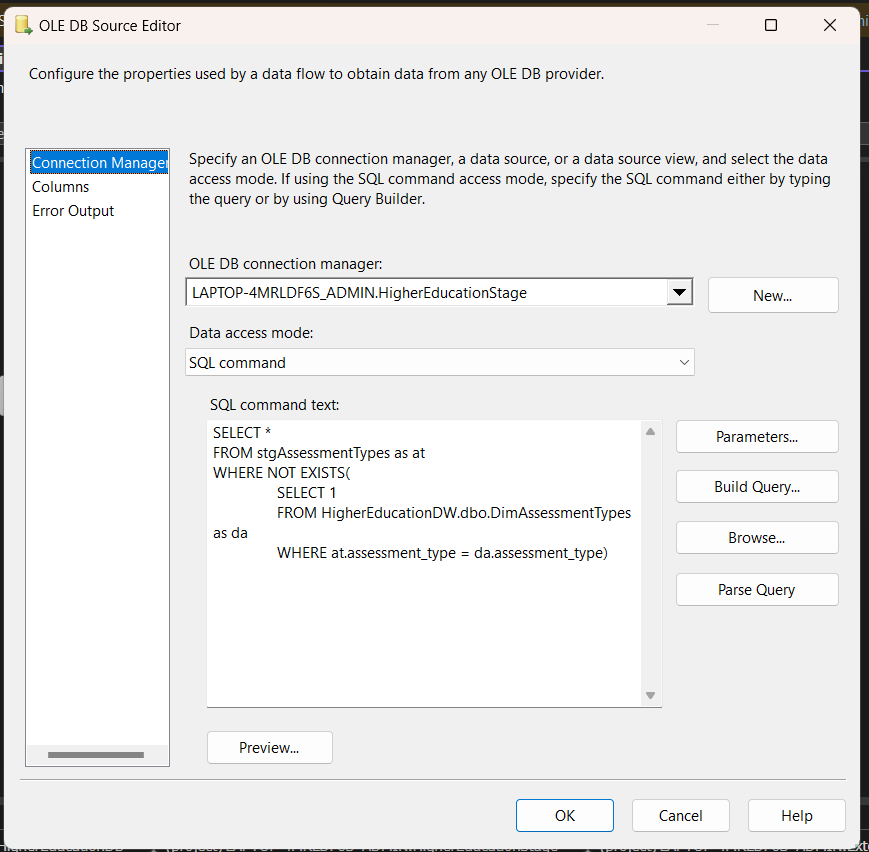 OLE DB Source Editor
Configure the properties used by a data flow to obtain data from any OLE DB provider.
Connection Manager
Columns
Error Output
Specify an OLE DB connection manager, a data source, or a data source view, and select the data
access mode. If using the SQL command access mode, specify the SQL command either by typing
the query or by using Query Builder.
OLE DB connection manager:
LAPTOP-4MRLDF6S_ADMIN.HigherEducationStage
New...
Data access mode:
SQL command
SQL command text:
SELECT *
FROM stgAssessmentTypes as at
WHERE NOT EXISTS(
SELECT 1
FROM HigherEducationDW.dbo.DimAssessmentTypes
as da
WHERE at.assessment_type = da.assessment_type)
Parameters...
Build Query...
Browse...
Parse Query
Preview...
OK
Cancel
Help